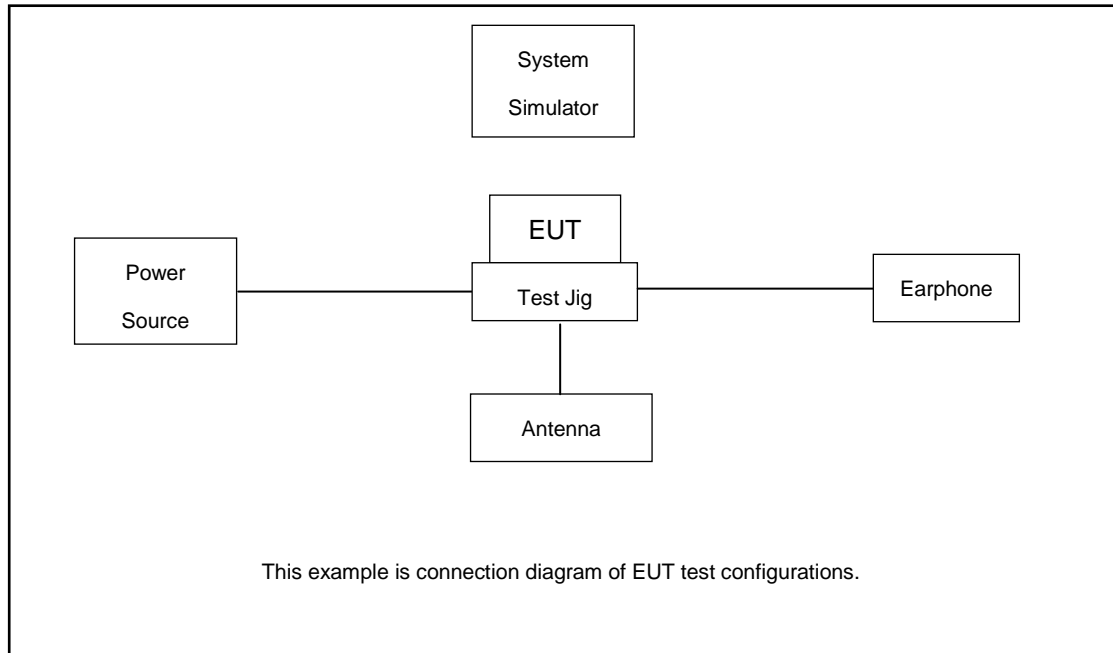 System
Simulator
EUT
Power
Source
Test Jig
Earphone
Antenna
This example is connection diagram of EUT test configurations.